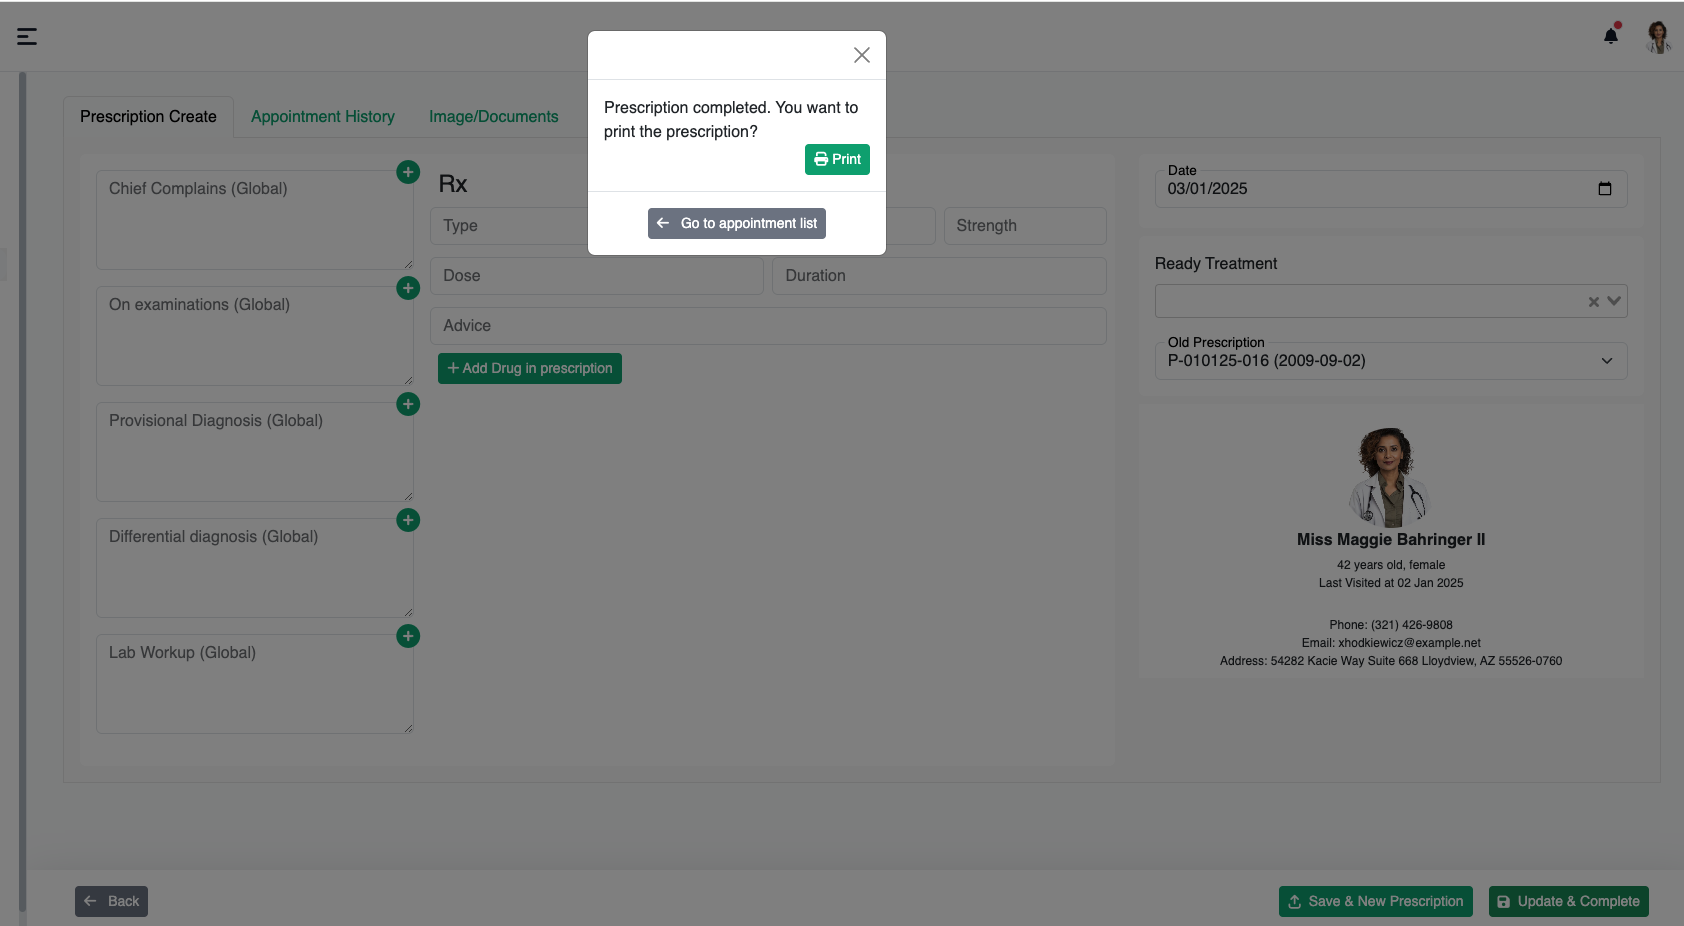 Prescription Create
Appointment History
Image/Documents
Prescription completed. You want to
print the prescription?
Print
Go to appointment list
Chief Complains (Global)
On examinations (Global)
Provisional Diagnosis (Global)
Differential diagnosis (Global)
Lab Workup (Global)
Rx
Type
Strength
Dose
Duration
Advice
Add Drug in prescription
Date
03/01/2025
Ready Treatment
Old Prescription
P-010125-016 (2009-09-02)
Miss Maggie Bahringer II
42 years old, female
Last Visited at 02 Jan 2025
Phone: (321) 426-9808
Email: xhodkiewicz@example.net
Address: 54282 Kacie Way Suite 668 Lloydview, AZ 55526-0760
Back
Save & New Prescription
Update & Complete